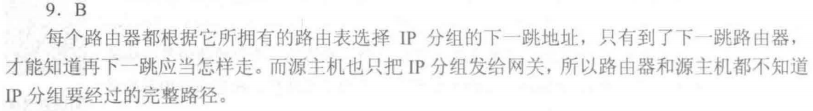 9. B
每个路由器都根据它所拥有的路由表选择 IP 分组的下一跳地址，只有到了下一跳路由器，
才能知道再下一跳应当怎样走。而源主机也只把 IP 分组发给网关，所以路由器和源主机都不知道
IP 分组要经过的完整路径。